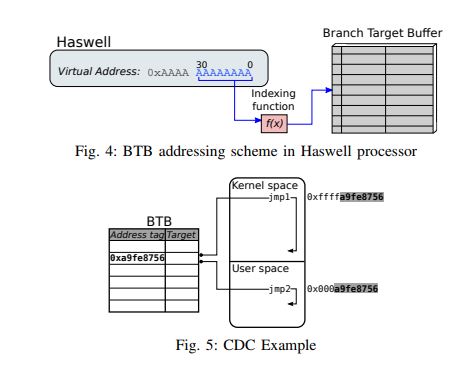 Haswell
Branch Target Buffer
30 0
Virtual Address: 0xAAAA AAAAAAAA
Indexing
function
f(x)
Fig. 4: BTB addressing scheme in Haswell processor
Kernel space
jmp1
0xffffa9fe8756
BTB
Address tag Target
0xa9fe8756
User space
jmp2
0x000a9fe8756
Fig. 5: CDC Example